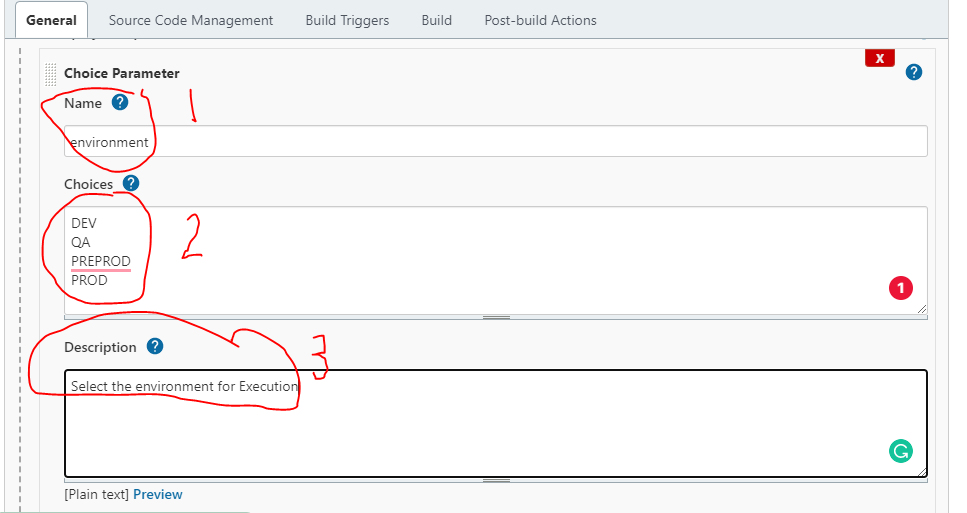 General Source Code Management Build Triggers Build Post-build Actions
X
Choice Parameter
Name ? 1
environment
Choices ?
DEV
QA
PREPROD
PROD
2
1
Description ?
3
Select the environment for Execution
G
[Plain text] Preview